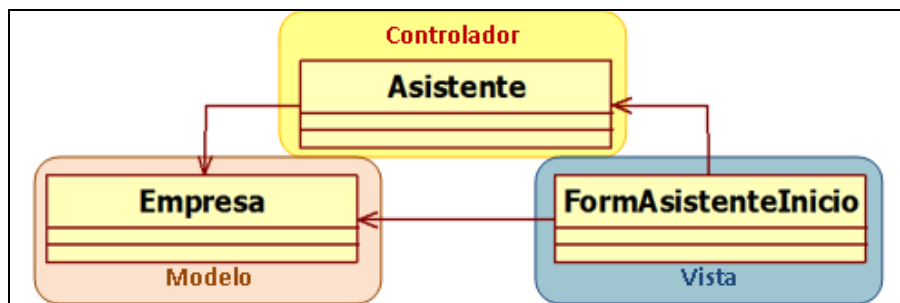 Controlador
Asistente
Empresa
FormAsistenteInicio
Modelo
Vista